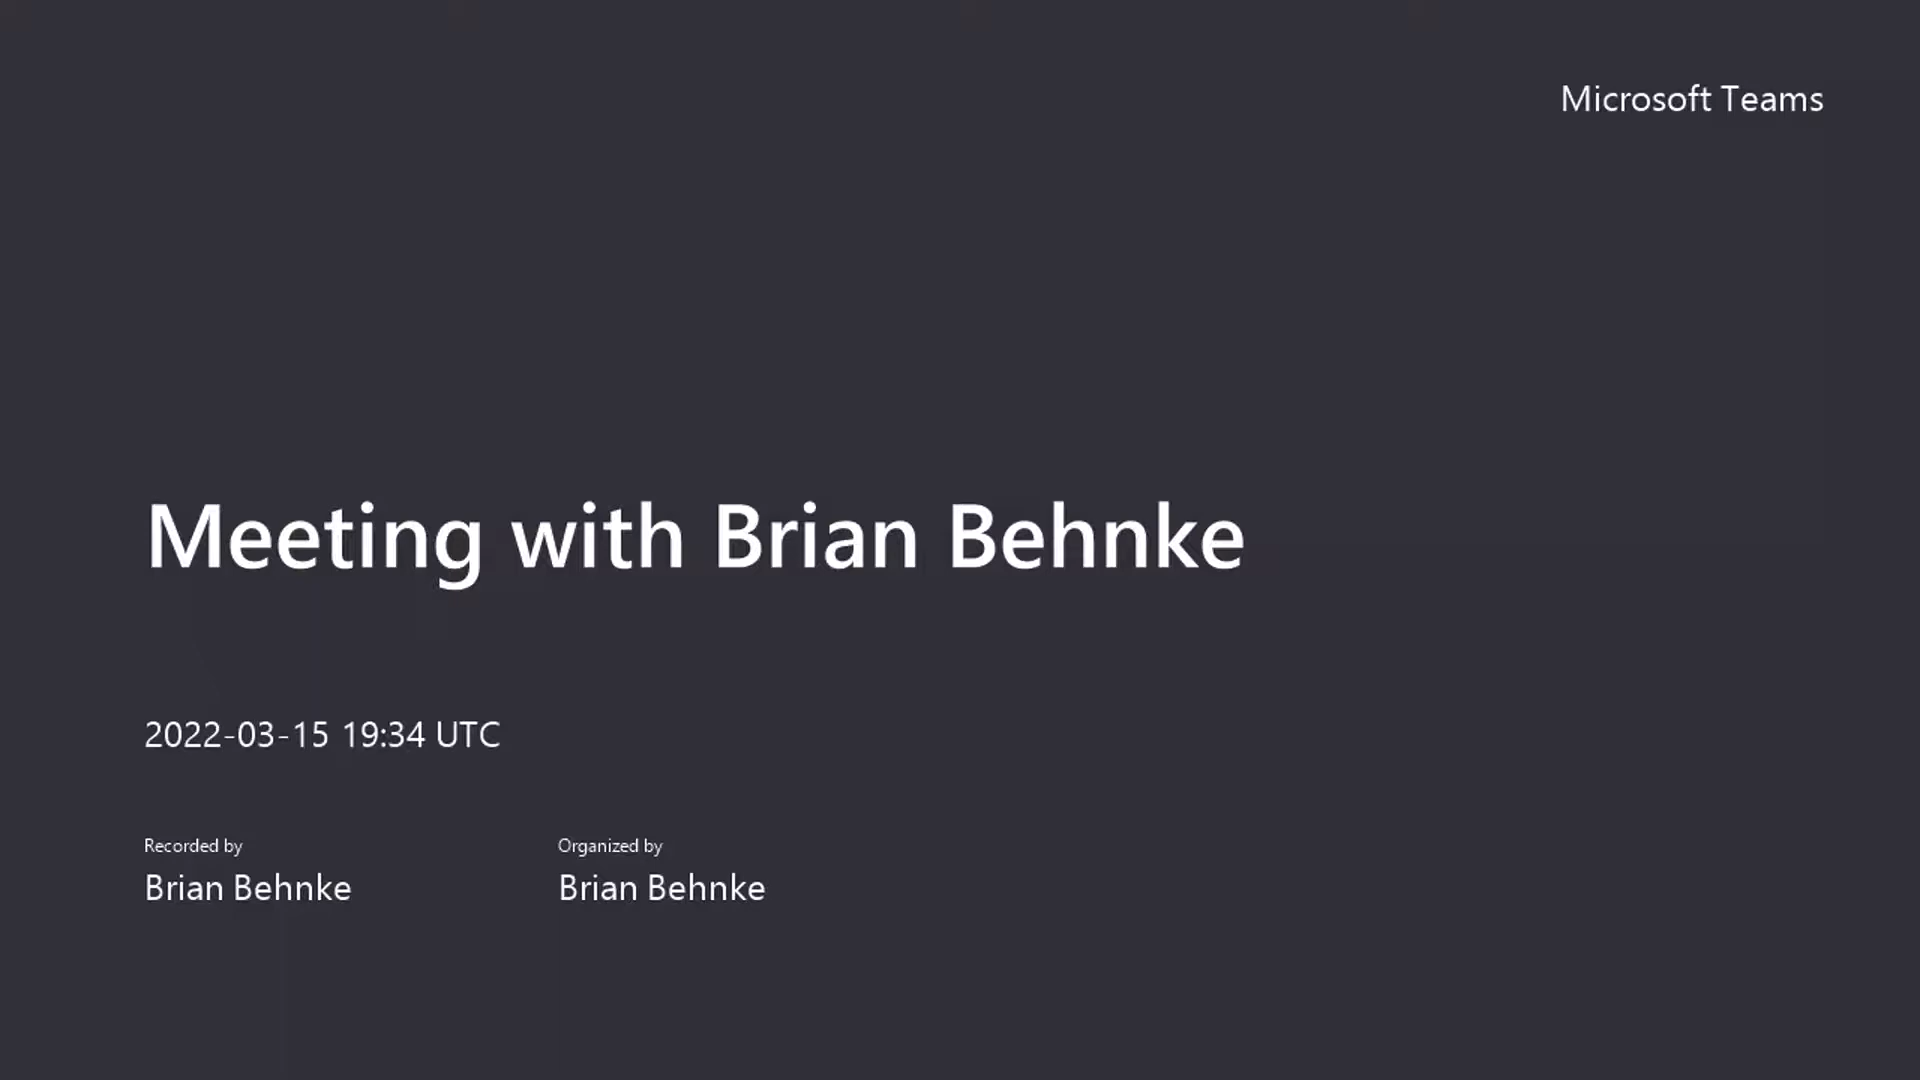 Microsoft Teams
Meeting with Brian Behnke
2022-03-15 19:34 UTC
Recorded by
Brian Behnke
Organized by
Brian Behnke